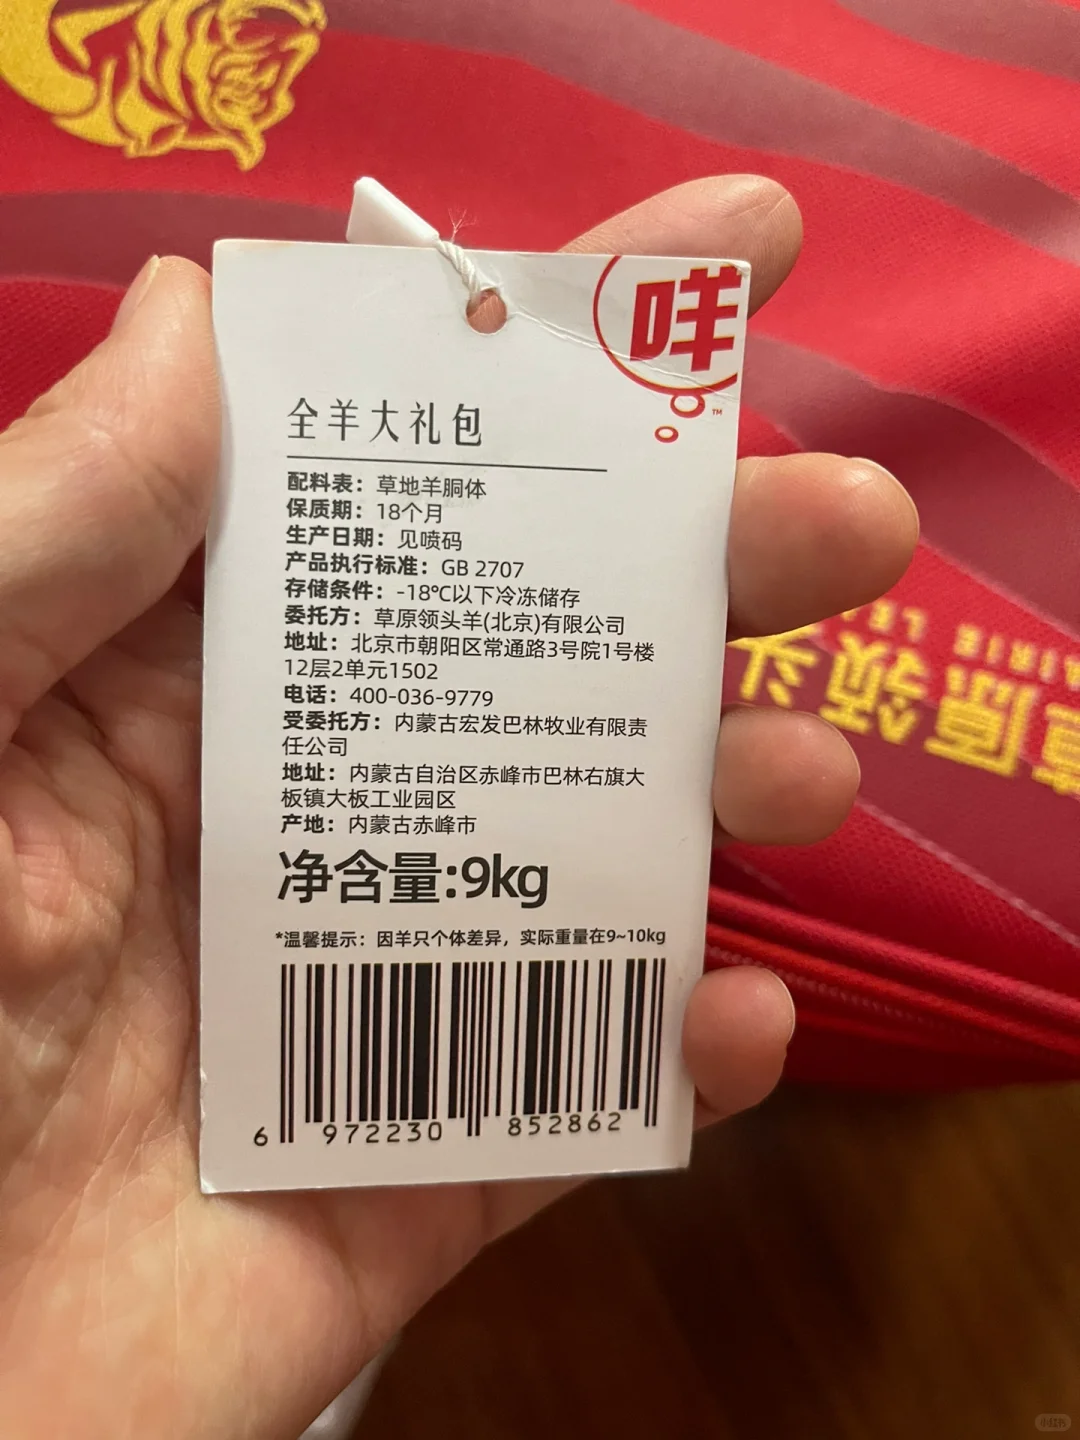 咩
™
全羊大礼包
配料表：草地羊胴体
保质期：18个月
生产日期：见喷码
产品执行标准：GB 2707
存储条件：-18℃以下冷冻储存
委托方：草原领头羊(北京)有限公司
地址：北京市朝阳区常通路3号院1号楼
12层2单元1502
电话：400-036-9779
受委托方：内蒙古宏发巴林牧业有限责
任公司
地址：内蒙古自治区赤峰市巴林右旗大
板镇大板工业园区
产地：内蒙古赤峰市
净含量:9kg
*温馨提示：因羊只个体差异，实际重量在9~10kg
6 972230 852862
草原领头
小红书